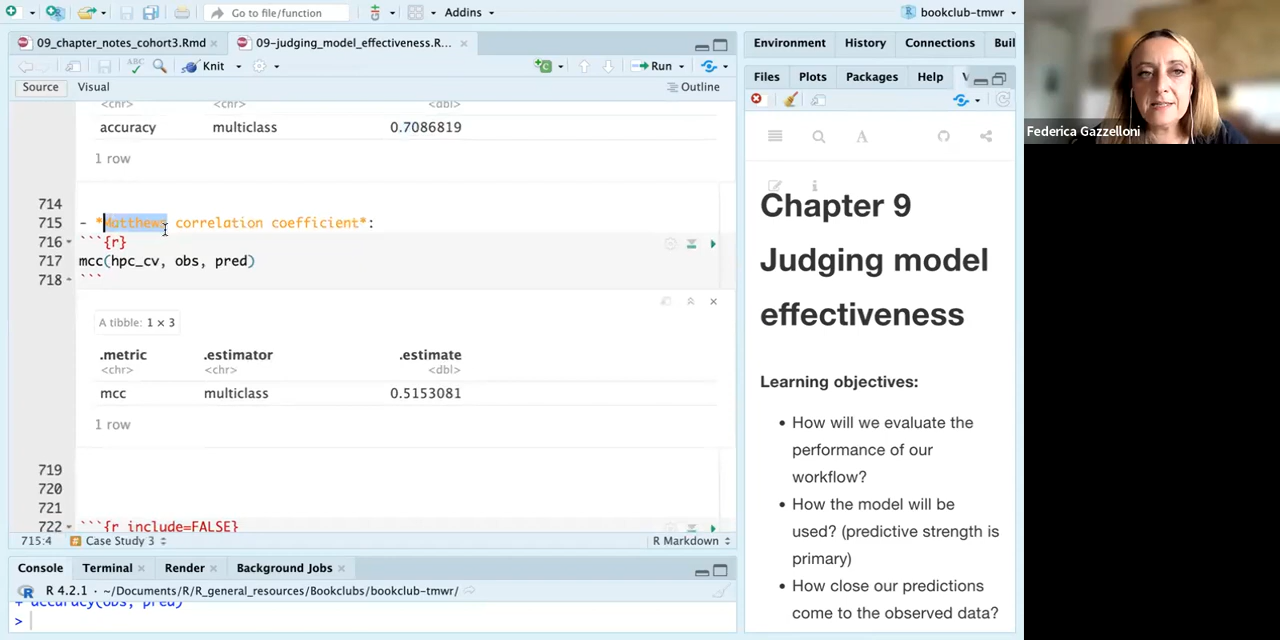 Go to file/function
Addins
bookclub-tmwr
09_chapter_notes_cohort3.Rmd
09-judging_model_effectiveness.R...
Knit
Run
Source
Visual
Outline
<chr>
<chr>
<dbl>
accuracy
multiclass
0.7086819
1 row
714
715
- *Matthews correlation coefficient*:
716
```{r}
717
mcc(hpc_cv, obs, pred)
718
```
A tibble: 1 × 3
.metric
.estimator
.estimate
<chr>
<chr>
<dbl>
mcc
multiclass
0.5153081
1 row
719
720
721
722
```{r include=FALSE}
715:4
Case Study 3
R Markdown
Console
Terminal
Render
Background Jobs
R 4.2.1 · ~/Documents/R/R_general_resources/Bookclubs/bookclub-tmwr/
+ accuracy(obs, pred)
>
Environment
History
Connections
Buil
Files
Plots
Packages
Help
V
Chapter 9
Judging model
effectiveness
Learning objectives:
• How will we evaluate the
performance of our
workflow?
• How the model will be
used? (predictive strength is
primary)
• How close our predictions
come to the observed data?
Federica Gazzelloni